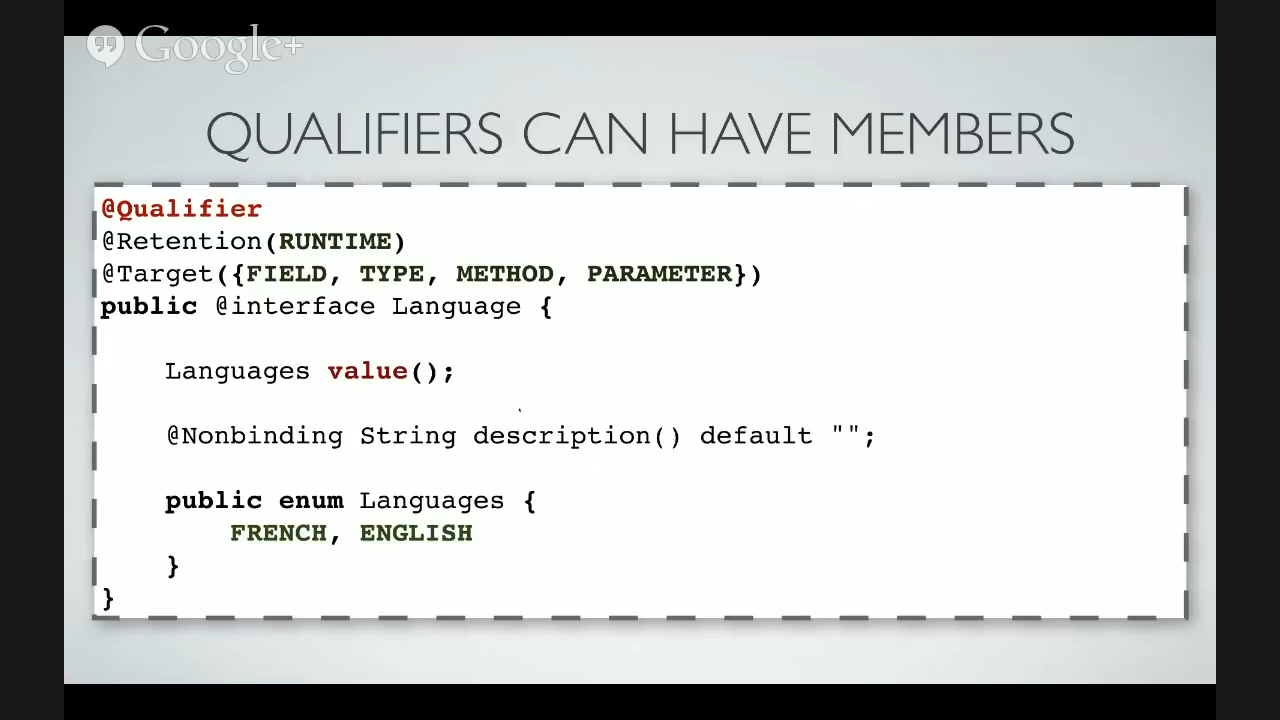 Google+
QUALIFIERS CAN HAVE MEMBERS
@Qualifier
@Retention(RUNTIME)
@Target({FIELD, TYPE, METHOD, PARAMETER})
public @interface Language {
Languages value();
@Nonbinding String description() default "";
public enum Languages {
FRENCH, ENGLISH
}
}